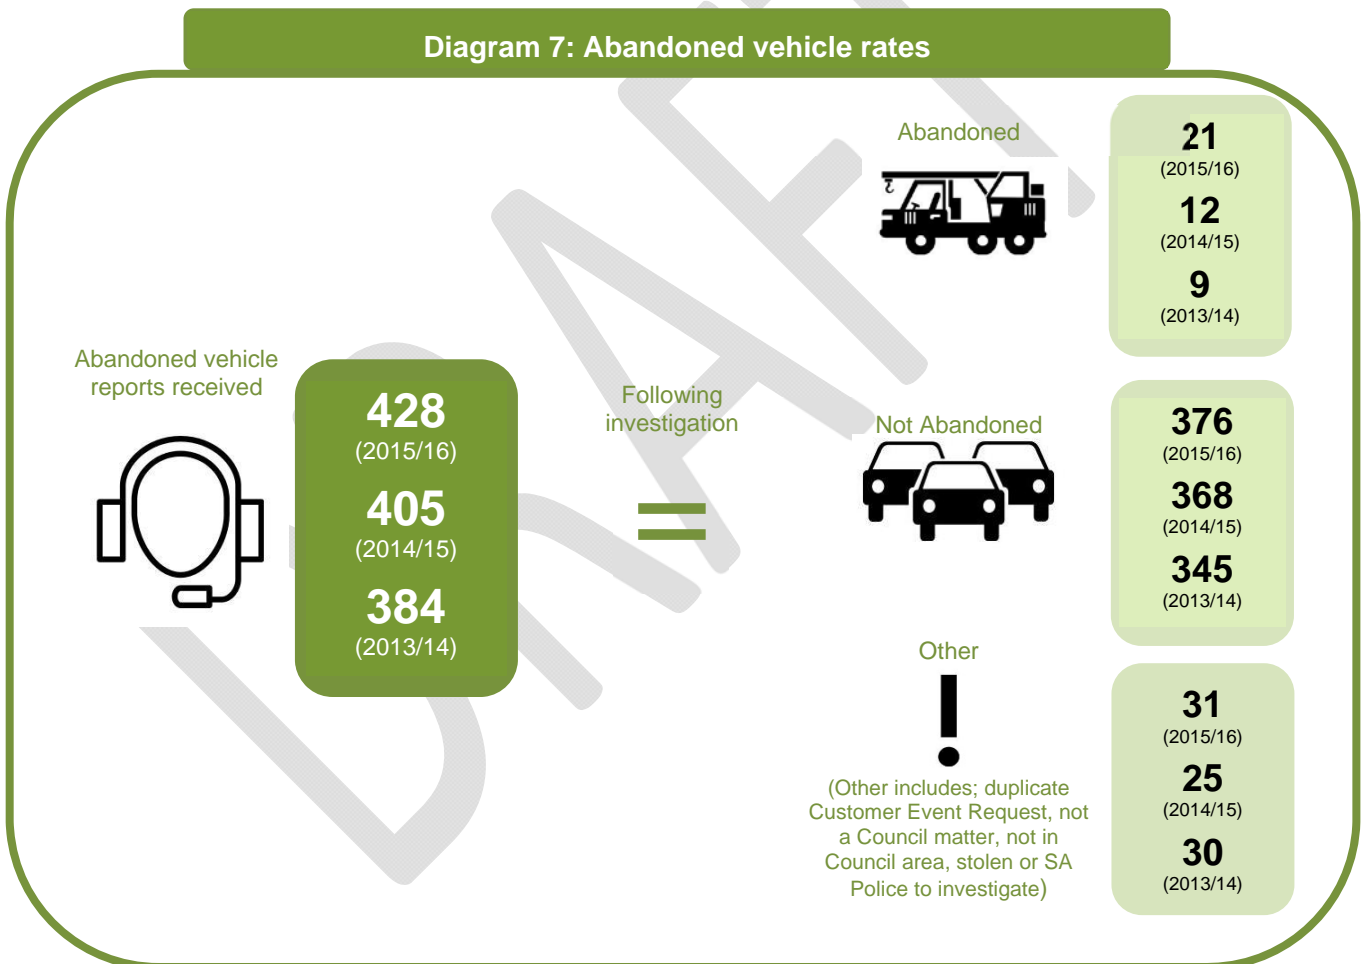 Diagram 7: Abandoned vehicle rates
DRAFT
Abandoned vehicle
reports received
428
(2015/16)
405
(2014/15)
384
(2013/14)
Following
investigation
=
Abandoned
21
(2015/16)
12
(2014/15)
9
(2013/14)
Not Abandoned
376
(2015/16)
368
(2014/15)
345
(2013/14)
Other
!
(Other includes; duplicate
Customer Event Request, not
a Council matter, not in
Council area, stolen or SA
Police to investigate)
31
(2015/16)
25
(2014/15)
30
(2013/14)